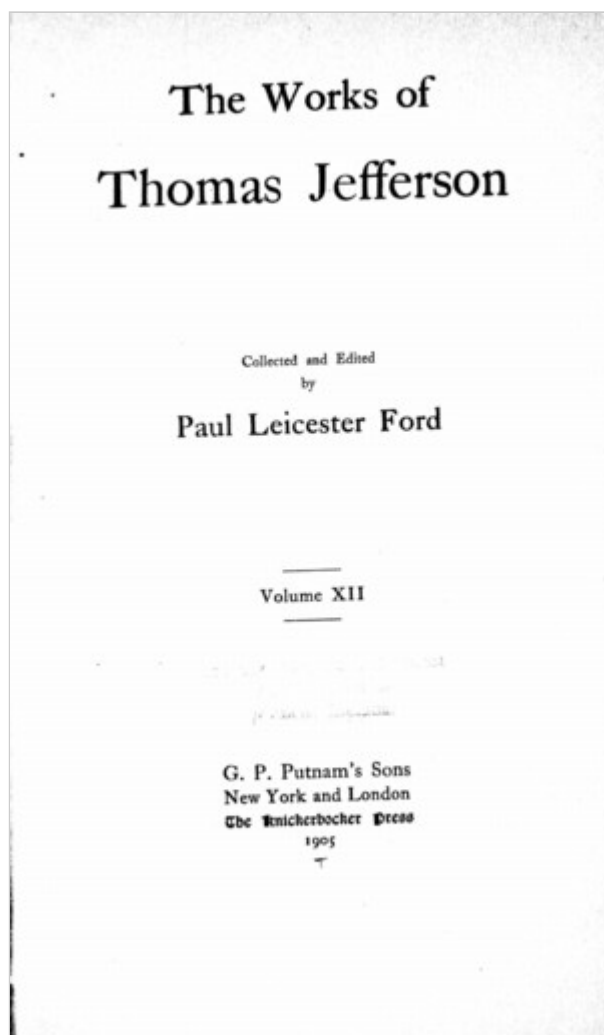 The Works of
Thomas Jefferson
Collected and Edited
by
Paul Leicester Ford
Volume XII
G. P. Putnam's Sons
New York and London
The Knickerbocker Press
1905